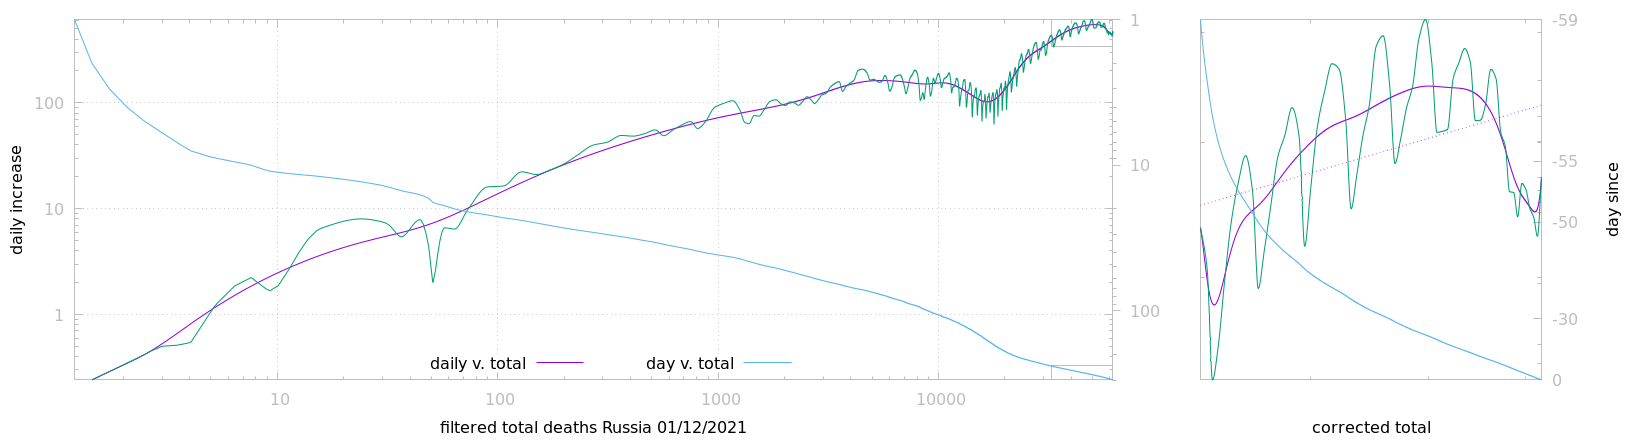 daily increase
100
10
1
10
100
1000
10000
1
10
100
daily v. total
day v. total
filtered total deaths Russia 01/12/2021
-59
-55
-50
-30
0
day since
corrected total